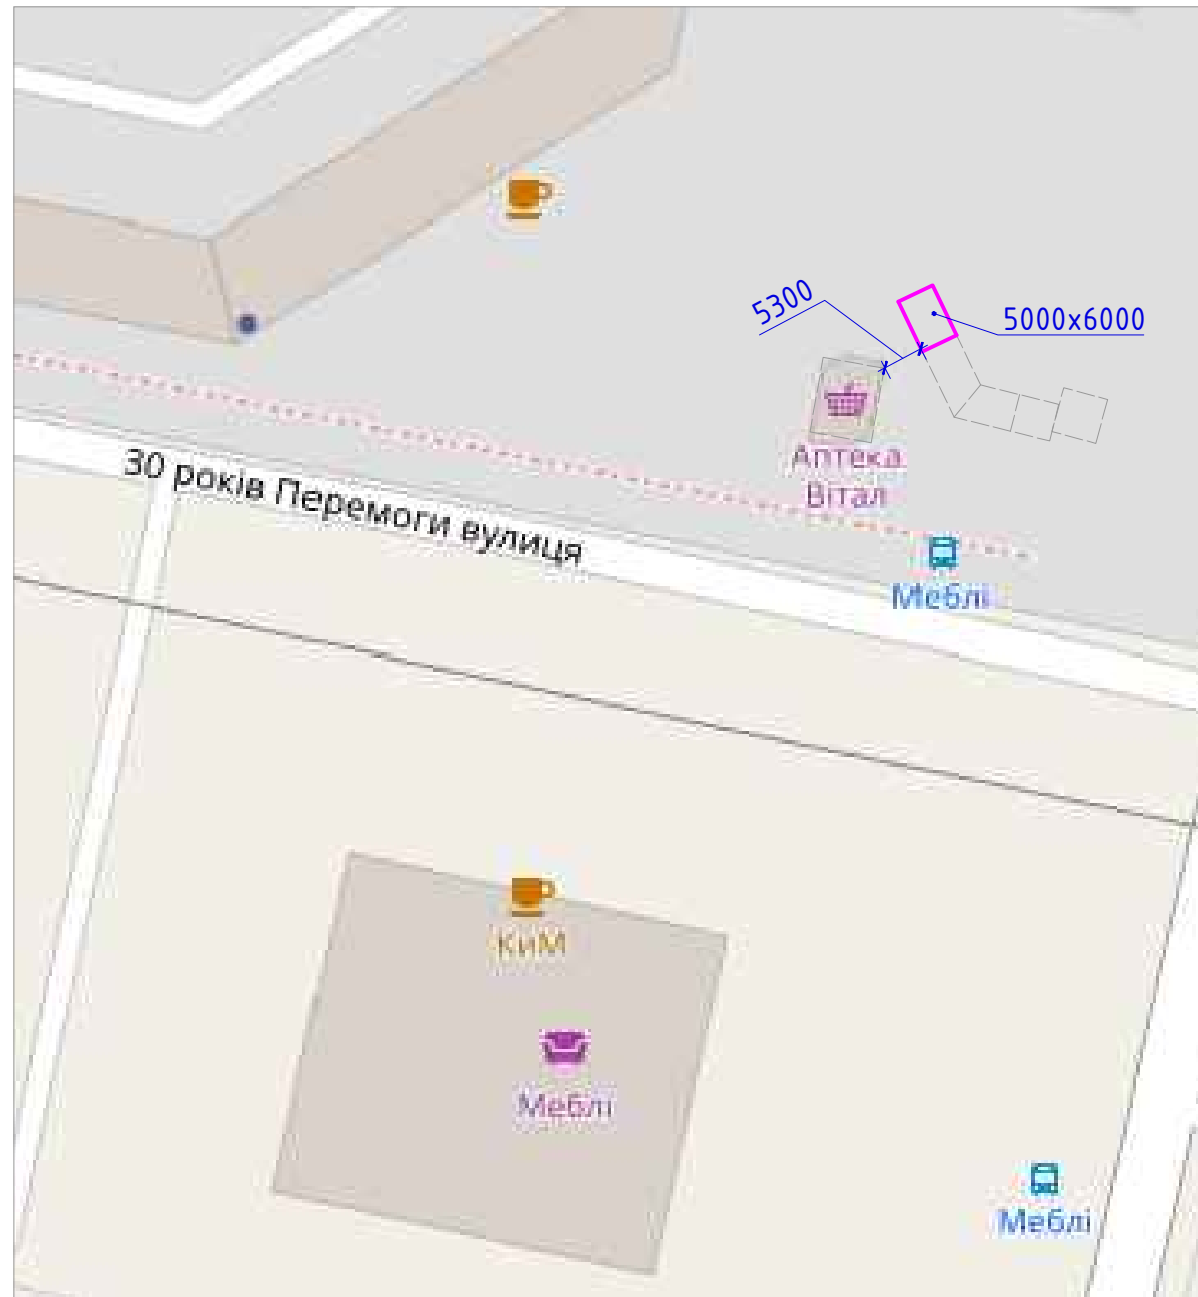 5300
5000x6000
Аптека
Вітал
30 років Перемоги вулиця
Меблі
КиМ
Меблі
Меблі